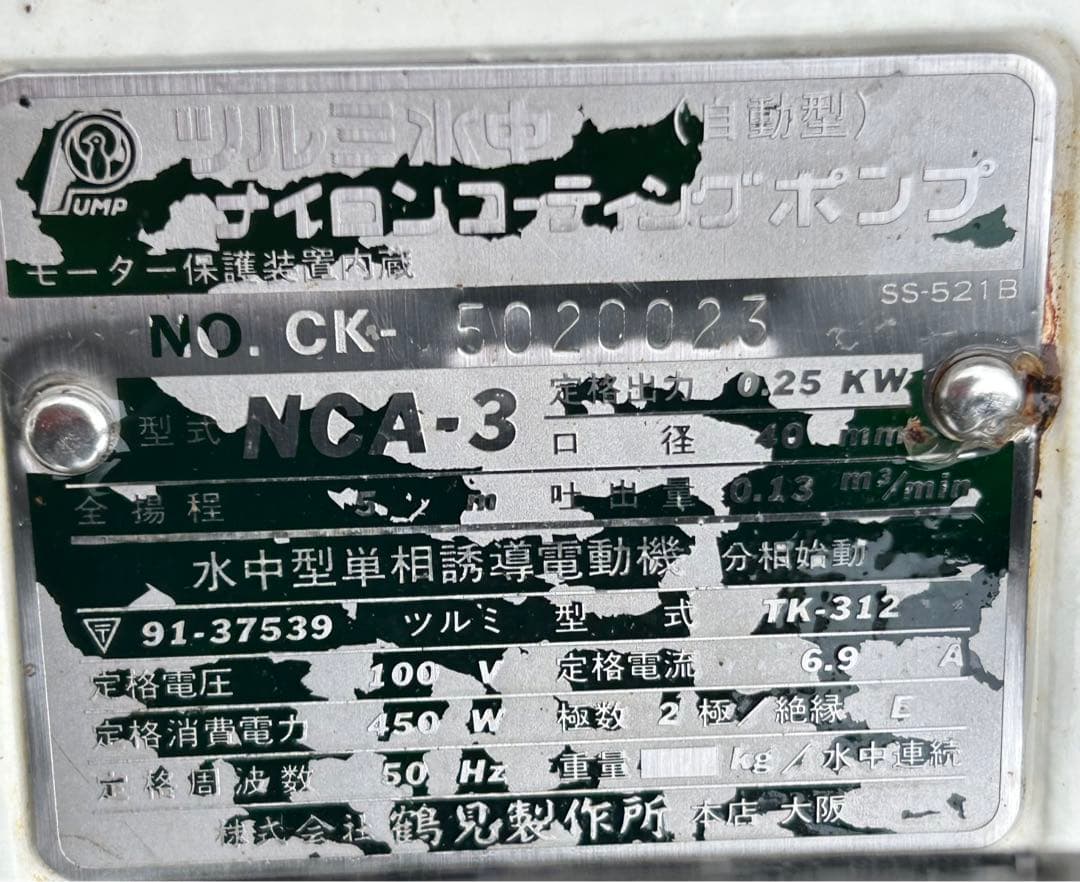 PUMP
ツルミ水中 (自動型)
ナイロンコーティングポンプ
モーター保護装置内蔵
SS-521B
NO. CK- 5020023
型式 NCA-3 定格出力 0.25 KW
口径 40 mm
全揚程 5 m 吐出量 0.13 m³/min
水中型単相誘導電動機 分相始動
〒 91-37539 ツルミ 型式 TK-312
定格電圧 100 V 定格電流 6.9 A
定格消費電力 450 W 極数 2 極/絶縁 E
定格周波数 50 Hz 重量 kg/水中連続
株式会社 鶴見製作所 本店 大阪